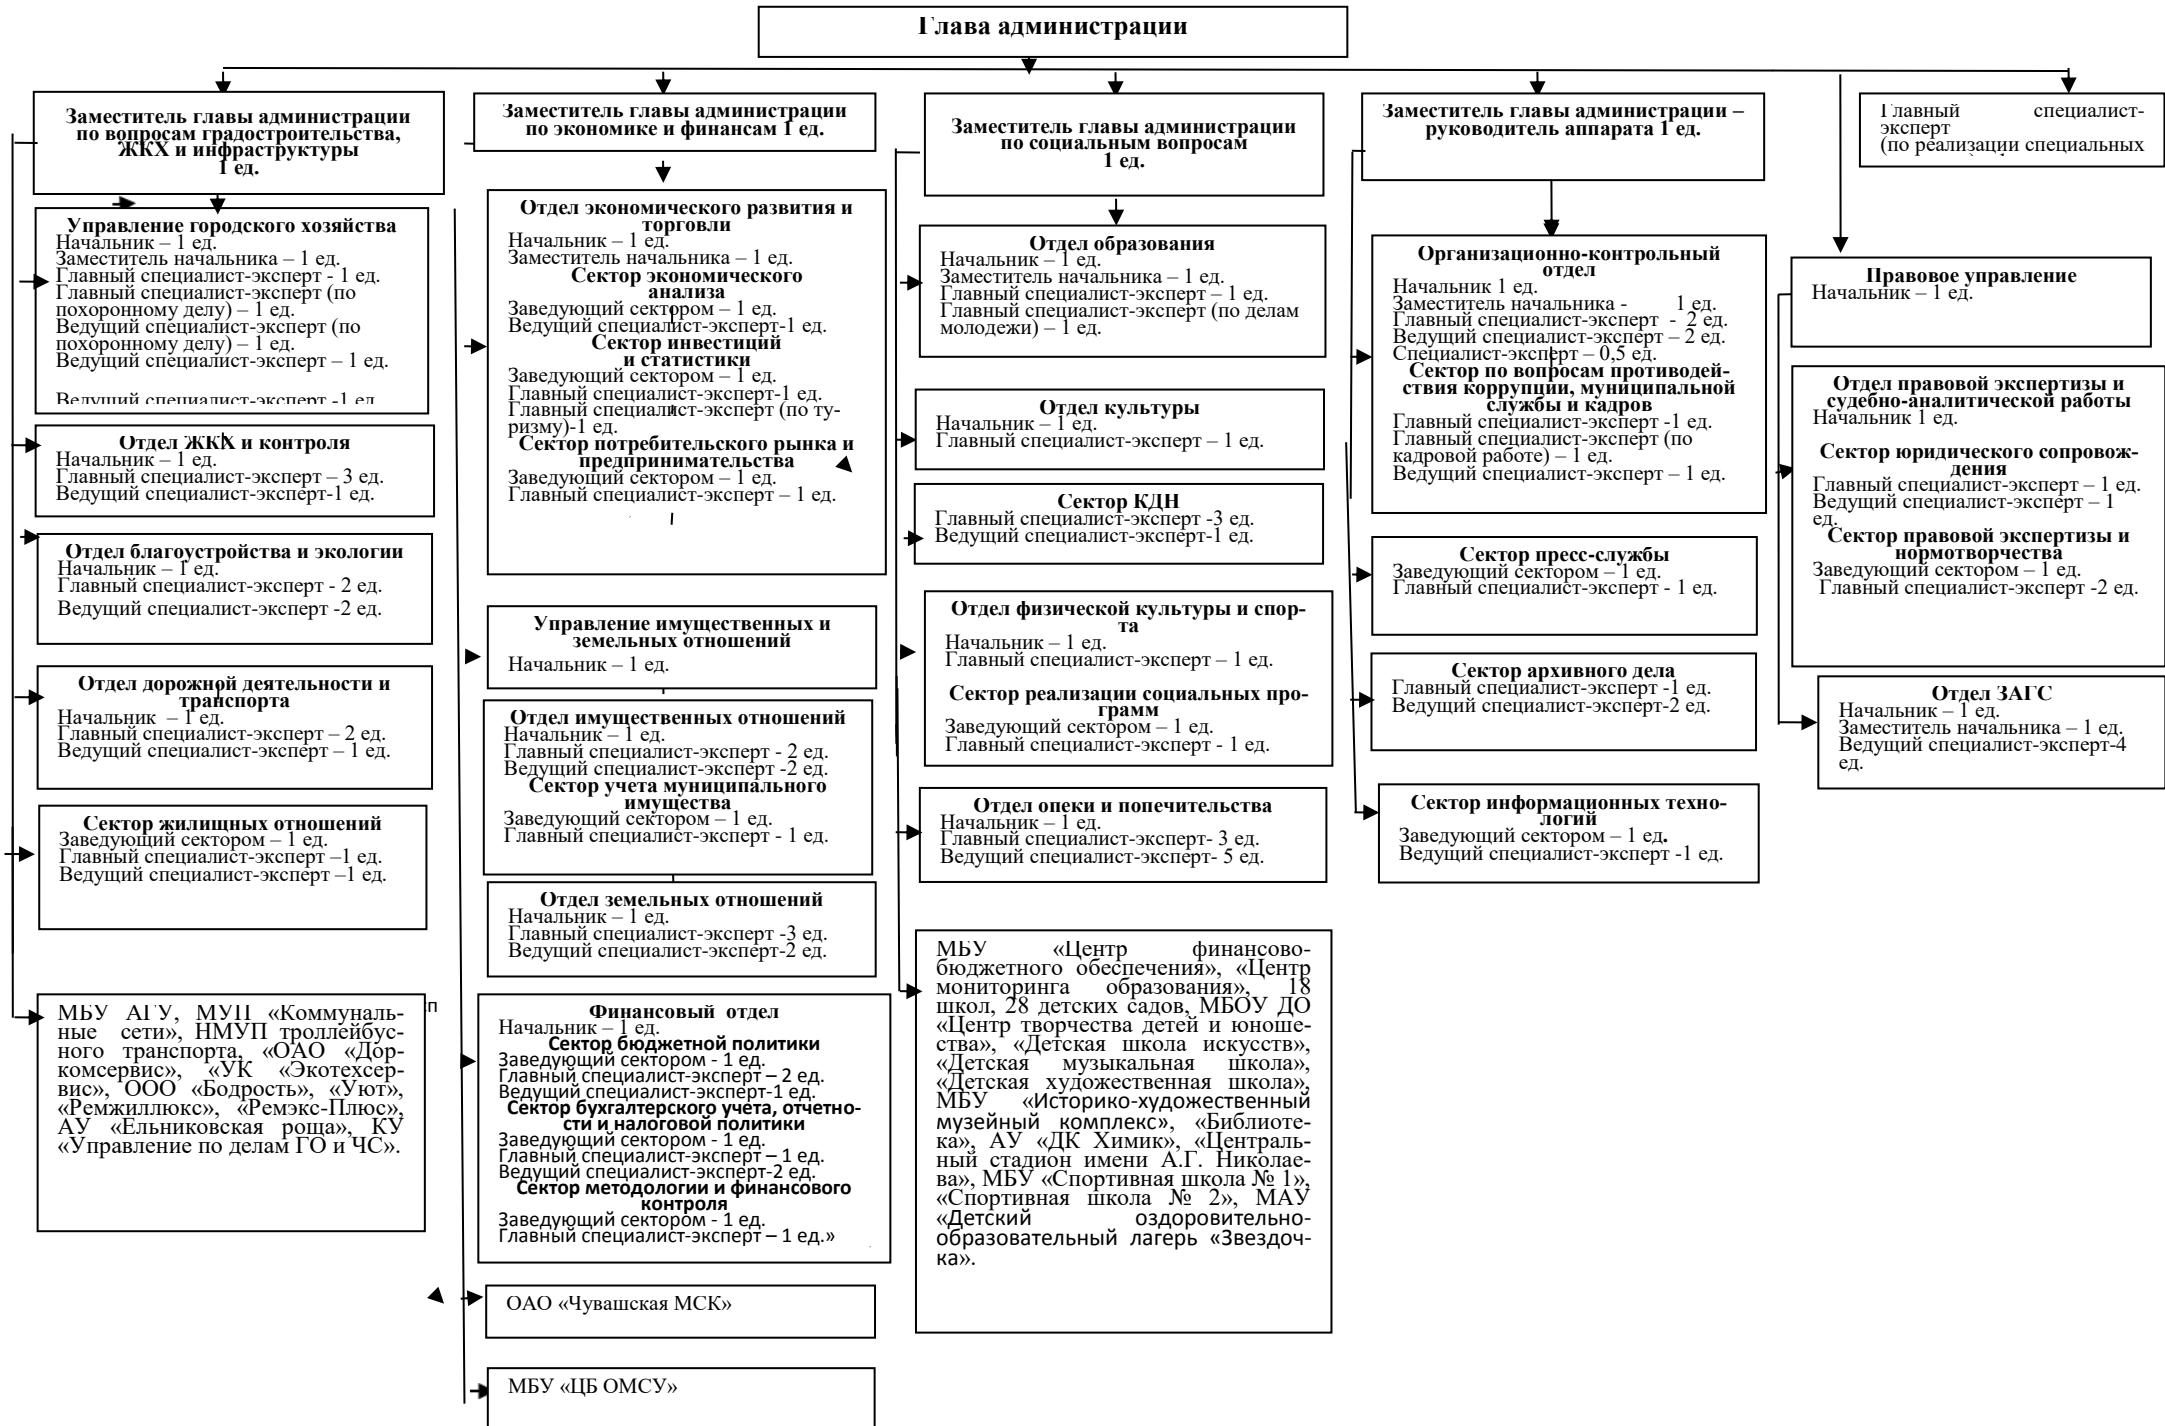 Глава администрации
Заместитель главы администрации
по вопросам градостроительства,
ЖКХ и инфраструктуры
1 ед.
Управление городского хозяйства
Начальник – 1 ед.
Заместитель начальника – 1 ед.
Главный специалист-эксперт - 1 ед.
Главный специалист-эксперт (по
похоронному делу) – 1 ед.
Ведущий специалист-эксперт (по
похоронному делу) – 1 ед.
Ведущий специалист-эксперт – 1 ед.
Ведущий специалист-эксперт -1 ед
Отдел ЖКХ и контроля
Начальник – 1 ед.
Главный специалист-эксперт – 3 ед.
Ведущий специалист-эксперт-1 ед.
Отдел благоустройства и экологии
Начальник – 1 ед.
Главный специалист-эксперт - 2 ед.
Ведущий специалист-эксперт -2 ед.
Отдел дорожной деятельности и
транспорта
Начальник – 1 ед.
Главный специалист-эксперт – 2 ед.
Ведущий специалист-эксперт – 1 ед.
Сектор жилищных отношений
Заведующий сектором – 1 ед.
Главный специалист-эксперт –1 ед.
Ведущий специалист-эксперт –1 ед.
МБУ АГУ, МУП «Коммуналь-
ные сети», НМУП троллейбус-
ного транспорта, «ОАО «Дор-
комсервис», «УК «Экотехсер-
вис», ООО «Бодрость», «Уют»,
«Ремжиллюкс», «Ремэкс-Плюс»,
АУ «Ельниковская роща», КУ
«Управление по делам ГО и ЧС».
Заместитель главы администрации
по экономике и финансам 1 ед.
Отдел экономического развития и
торговли
Начальник – 1 ед.
Заместитель начальника – 1 ед.
Сектор экономического
анализа
Заведующий сектором – 1 ед.
Ведущий специалист-эксперт-1 ед.
Сектор инвестиций
и статистики
Заведующий сектором – 1 ед.
Главный специалист-эксперт-1 ед.
Главный специалист-эксперт (по ту-
ризму)-1 ед.
Сектор потребительского рынка и
предпринимательства
Заведующий сектором – 1 ед.
Главный специалист-эксперт – 1 ед.
Управление имущественных и
земельных отношений
Начальник – 1 ед.
Отдел имущественных отношений
Начальник – 1 ед.
Главный специалист-эксперт - 2 ед.
Ведущий специалист-эксперт -2 ед.
Сектор учета муниципального
имущества
Заведующий сектором – 1 ед.
Главный специалист-эксперт - 1 ед.
Отдел земельных отношений
Начальник – 1 ед.
Главный специалист-эксперт -3 ед.
Ведущий специалист-эксперт-2 ед.
Финансовый отдел
Начальник – 1 ед.
Сектор бюджетной политики
Заведующий сектором - 1 ед.
Главный специалист-эксперт – 2 ед.
Ведущий специалист-эксперт-1 ед.
Сектор бухгалтерского учета, отчетно-
сти и налоговой политики
Заведующий сектором - 1 ед.
Главный специалист-эксперт – 1 ед.
Ведущий специалист-эксперт-2 ед.
Сектор методологии и финансового
контроля
Заведующий сектором - 1 ед.
Главный специалист-эксперт – 1 ед.»
ОАО «Чувашская МСК»
МБУ «ЦБ ОМСУ»
Заместитель главы администрации
по социальным вопросам
1 ед.
Отдел образования
Начальник – 1 ед.
Заместитель начальника – 1 ед.
Главный специалист-эксперт – 1 ед.
Главный специалист-эксперт (по делам
молодежи) – 1 ед.
Отдел культуры
Начальник – 1 ед.
Главный специалист-эксперт – 1 ед.
Сектор КДН
Главный специалист-эксперт -3 ед.
Ведущий специалист-эксперт-1 ед.
Отдел физической культуры и спор-
та
Начальник – 1 ед.
Главный специалист-эксперт – 1 ед.
Сектор реализации социальных про-
грамм
Заведующий сектором – 1 ед.
Главный специалист-эксперт - 1 ед.
Отдел опеки и попечительства
Начальник – 1 ед.
Главный специалист-эксперт- 3 ед.
Ведущий специалист-эксперт- 5 ед.
МБУ «Центр финансово-
бюджетного обеспечения», «Центр
мониторинга образования», 18
школ, 28 детских садов, МБОУ ДО
«Центр творчества детей и юноше-
ства», «Детская школа искусств»,
«Детская музыкальная школа»,
«Детская художественная школа»,
МБУ «Историко-художественный
музейный комплекс», «Библиоте-
ка», АУ «ДК Химик», «Централь-
ный стадион имени А.Г. Николае-
ва», МБУ «Спортивная школа № 1»,
«Спортивная школа № 2», МАУ
«Детский оздоровительно-
образовательный лагерь «Звездоч-
ка».
Заместитель главы администрации –
руководитель аппарата 1 ед.
Организационно-контрольный
отдел
Начальник 1 ед.
Заместитель начальника - 1 ед.
Главный специалист-эксперт - 2 ед.
Ведущий специалист-эксперт – 2 ед.
Специалист-эксперт – 0,5 ед.
Сектор по вопросам противодей-
ствия коррупции, муниципальной
службы и кадров
Главный специалист-эксперт -1 ед.
Главный специалист-эксперт (по
кадровой работе) – 1 ед.
Ведущий специалист-эксперт – 1 ед.
Сектор пресс-службы
Заведующий сектором – 1 ед.
Главный специалист-эксперт - 1 ед.
Сектор архивного дела
Главный специалист-эксперт -1 ед.
Ведущий специалист-эксперт-2 ед.
Сектор информационных техно-
логий
Заведующий сектором – 1 ед.
Ведущий специалист-эксперт -1 ед.
Главный специалист-
эксперт
(по реализации специальных
Правовое управление
Начальник – 1 ед.
Отдел правовой экспертизы и
судебно-аналитической работы
Начальник 1 ед.
Сектор юридического сопровож-
дения
Главный специалист-эксперт – 1 ед.
Ведущий специалист-эксперт – 1
ед.
Сектор правовой экспертизы и
нормотворчества
Заведующий сектором – 1 ед.
Главный специалист-эксперт -2 ед.
Отдел ЗАГС
Начальник – 1 ед.
Заместитель начальника – 1 ед.
Ведущий специалист-эксперт-4
ед.